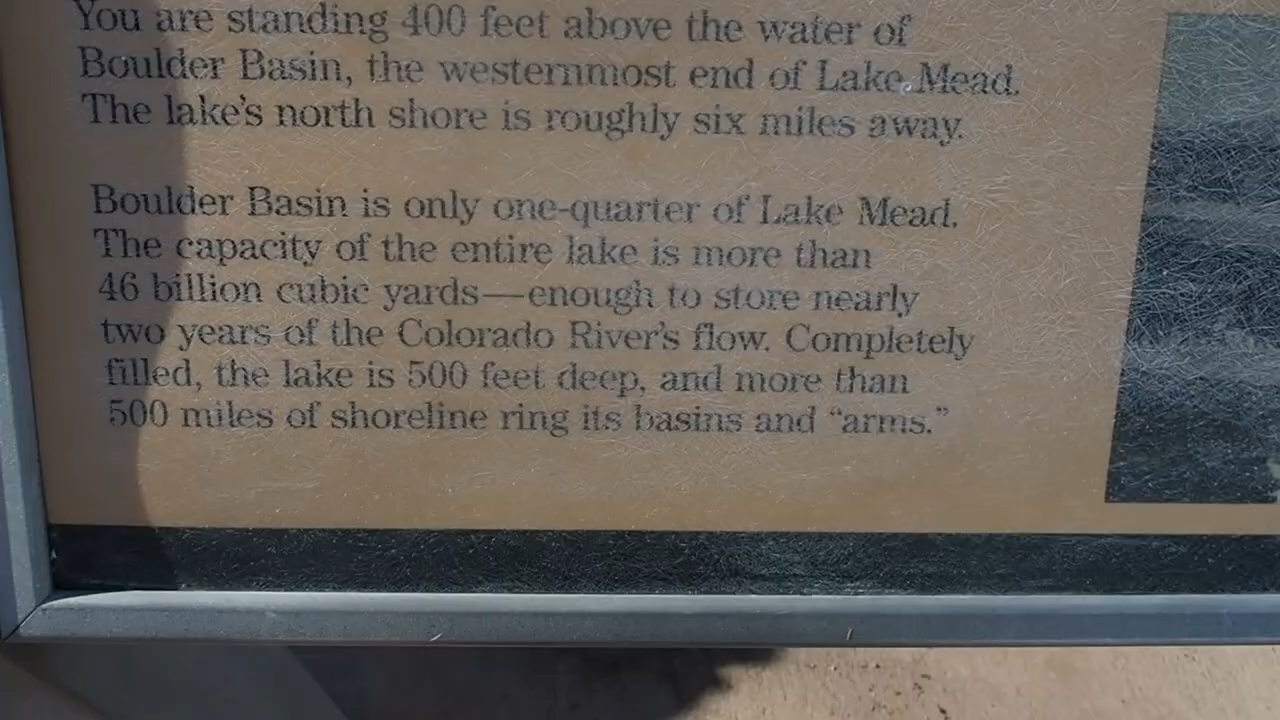 You are standing 400 feet above the water of
Boulder Basin, the westernmost end of Lake Mead.
The lake's north shore is roughly six miles away.
Boulder Basin is only one-quarter of Lake Mead.
The capacity of the entire lake is more than
46 billion cubic yards—enough to store nearly
two years of the Colorado River's flow. Completely
filled, the lake is 500 feet deep, and more than
500 miles of shoreline ring its basins and “arms.”